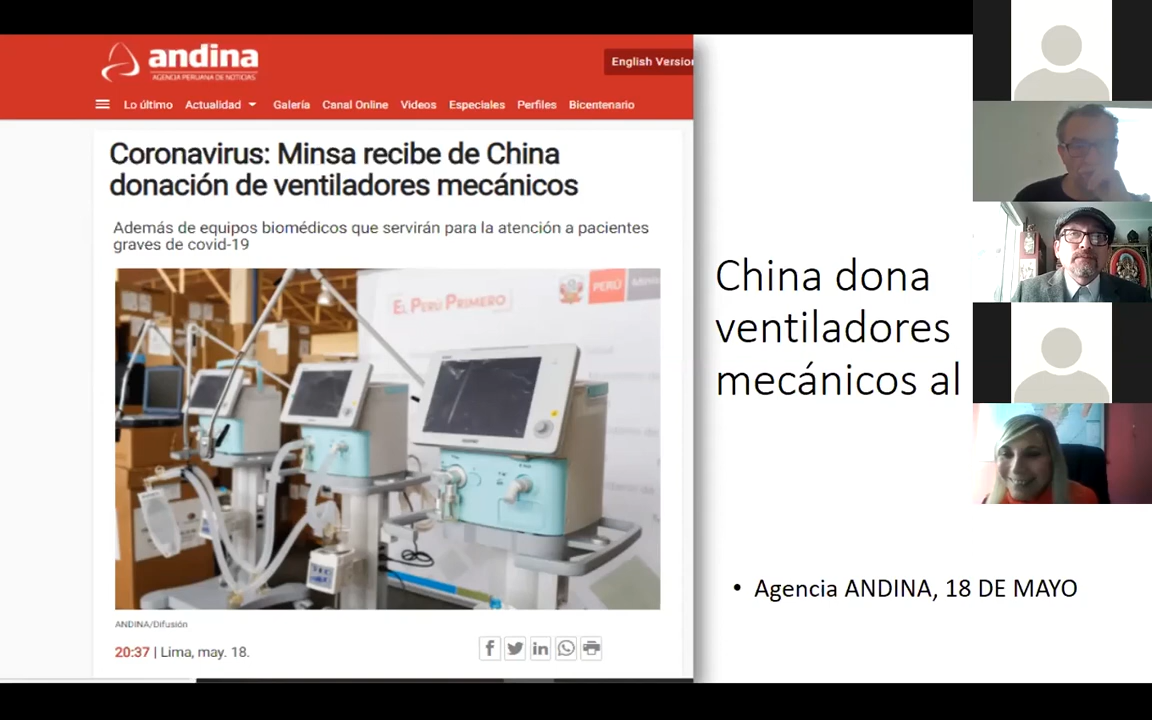 andina
AGENCIA PERUANA DE NOTICIAS
English Version
Lo último Actualidad Galería Canal Online Videos Especiales Perfiles Bicentenario
Coronavirus: Minsa recibe de China
donación de ventiladores mecánicos
Además de equipos biomédicos que servirán para la atención a pacientes
graves de covid-19
EL PERÚ PRIMERO
PERÚ
ANDINA/Difusión
20:37 | Lima, may. 18.
China dona
ventiladores
mecánicos al
• Agencia ANDINA, 18 DE MAYO